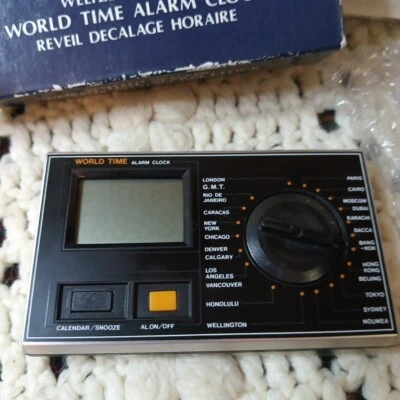 WORLD TIME ALARM CLOC
REVEIL DECALAGE HORAIRE
WORLD TIME ALARM CLOCK
LONDON
G.M.T.
RIO DE
JANEIRO
CARACAS
NEW
YORK
CHICAGO
DENVER
CALGARY
LOS
ANGELES
VANCOUVER
HONOLULU
WELLINGTON
PARIS
CAIRO
MOSCOW
DUBAI
KARACHI
DACCA
BANG
-KOK
HONG
KONG
BEIJING
TOKYO
SYDNEY
NOUMEA
CALENDAR/SNOOZE
AL.ON/OFF